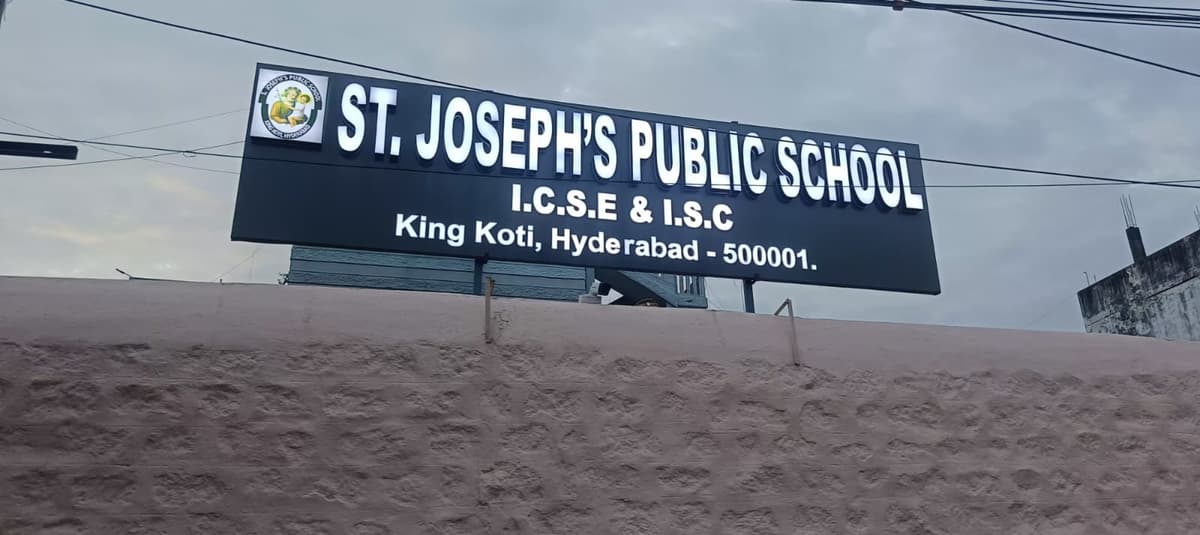 ST. JOSEPH'S PUBLIC SCHOOL
I.C.S.E & I.S.C
King Koti, Hyderabad - 500001.